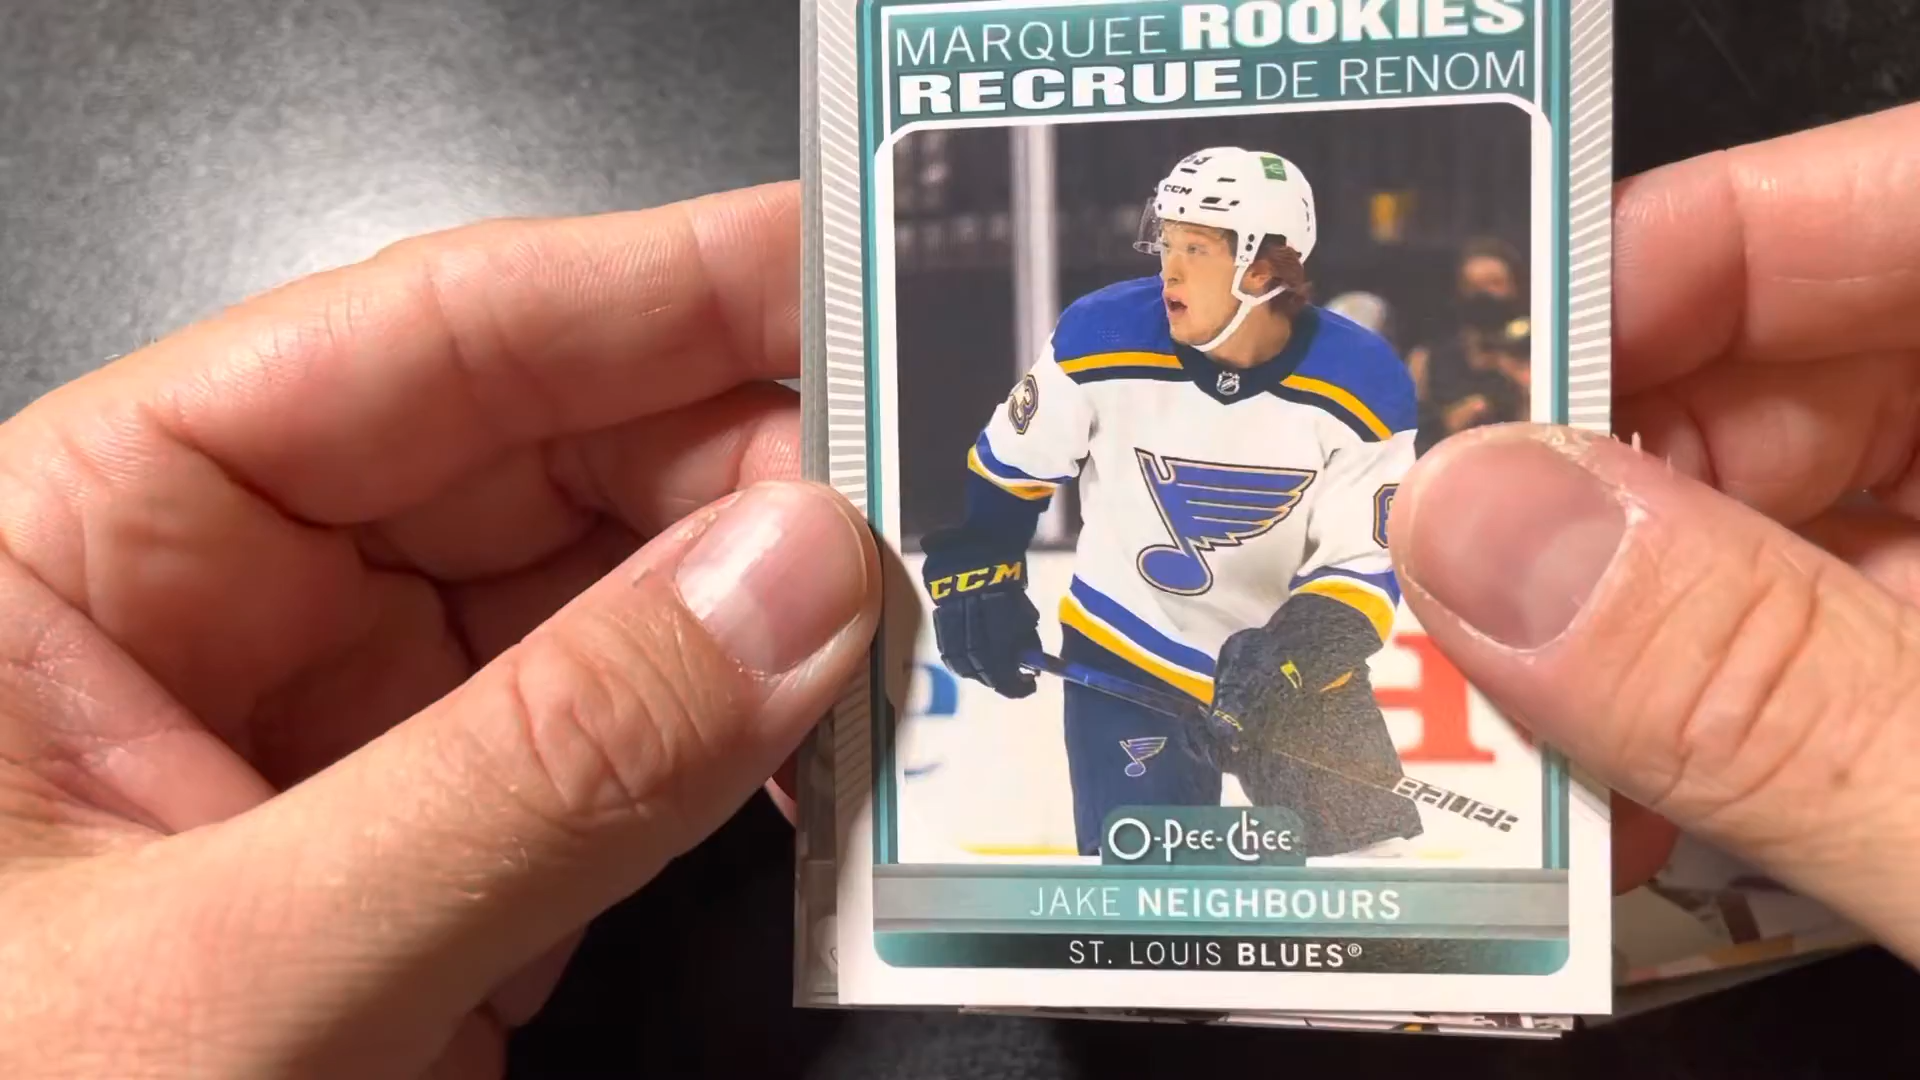 MARQUEE ROOKIES
RECRUE DE RENOM
CCM
CCM
O-Pee-Chee
JAKE NEIGHBOURS
ST. LOUIS BLUES®